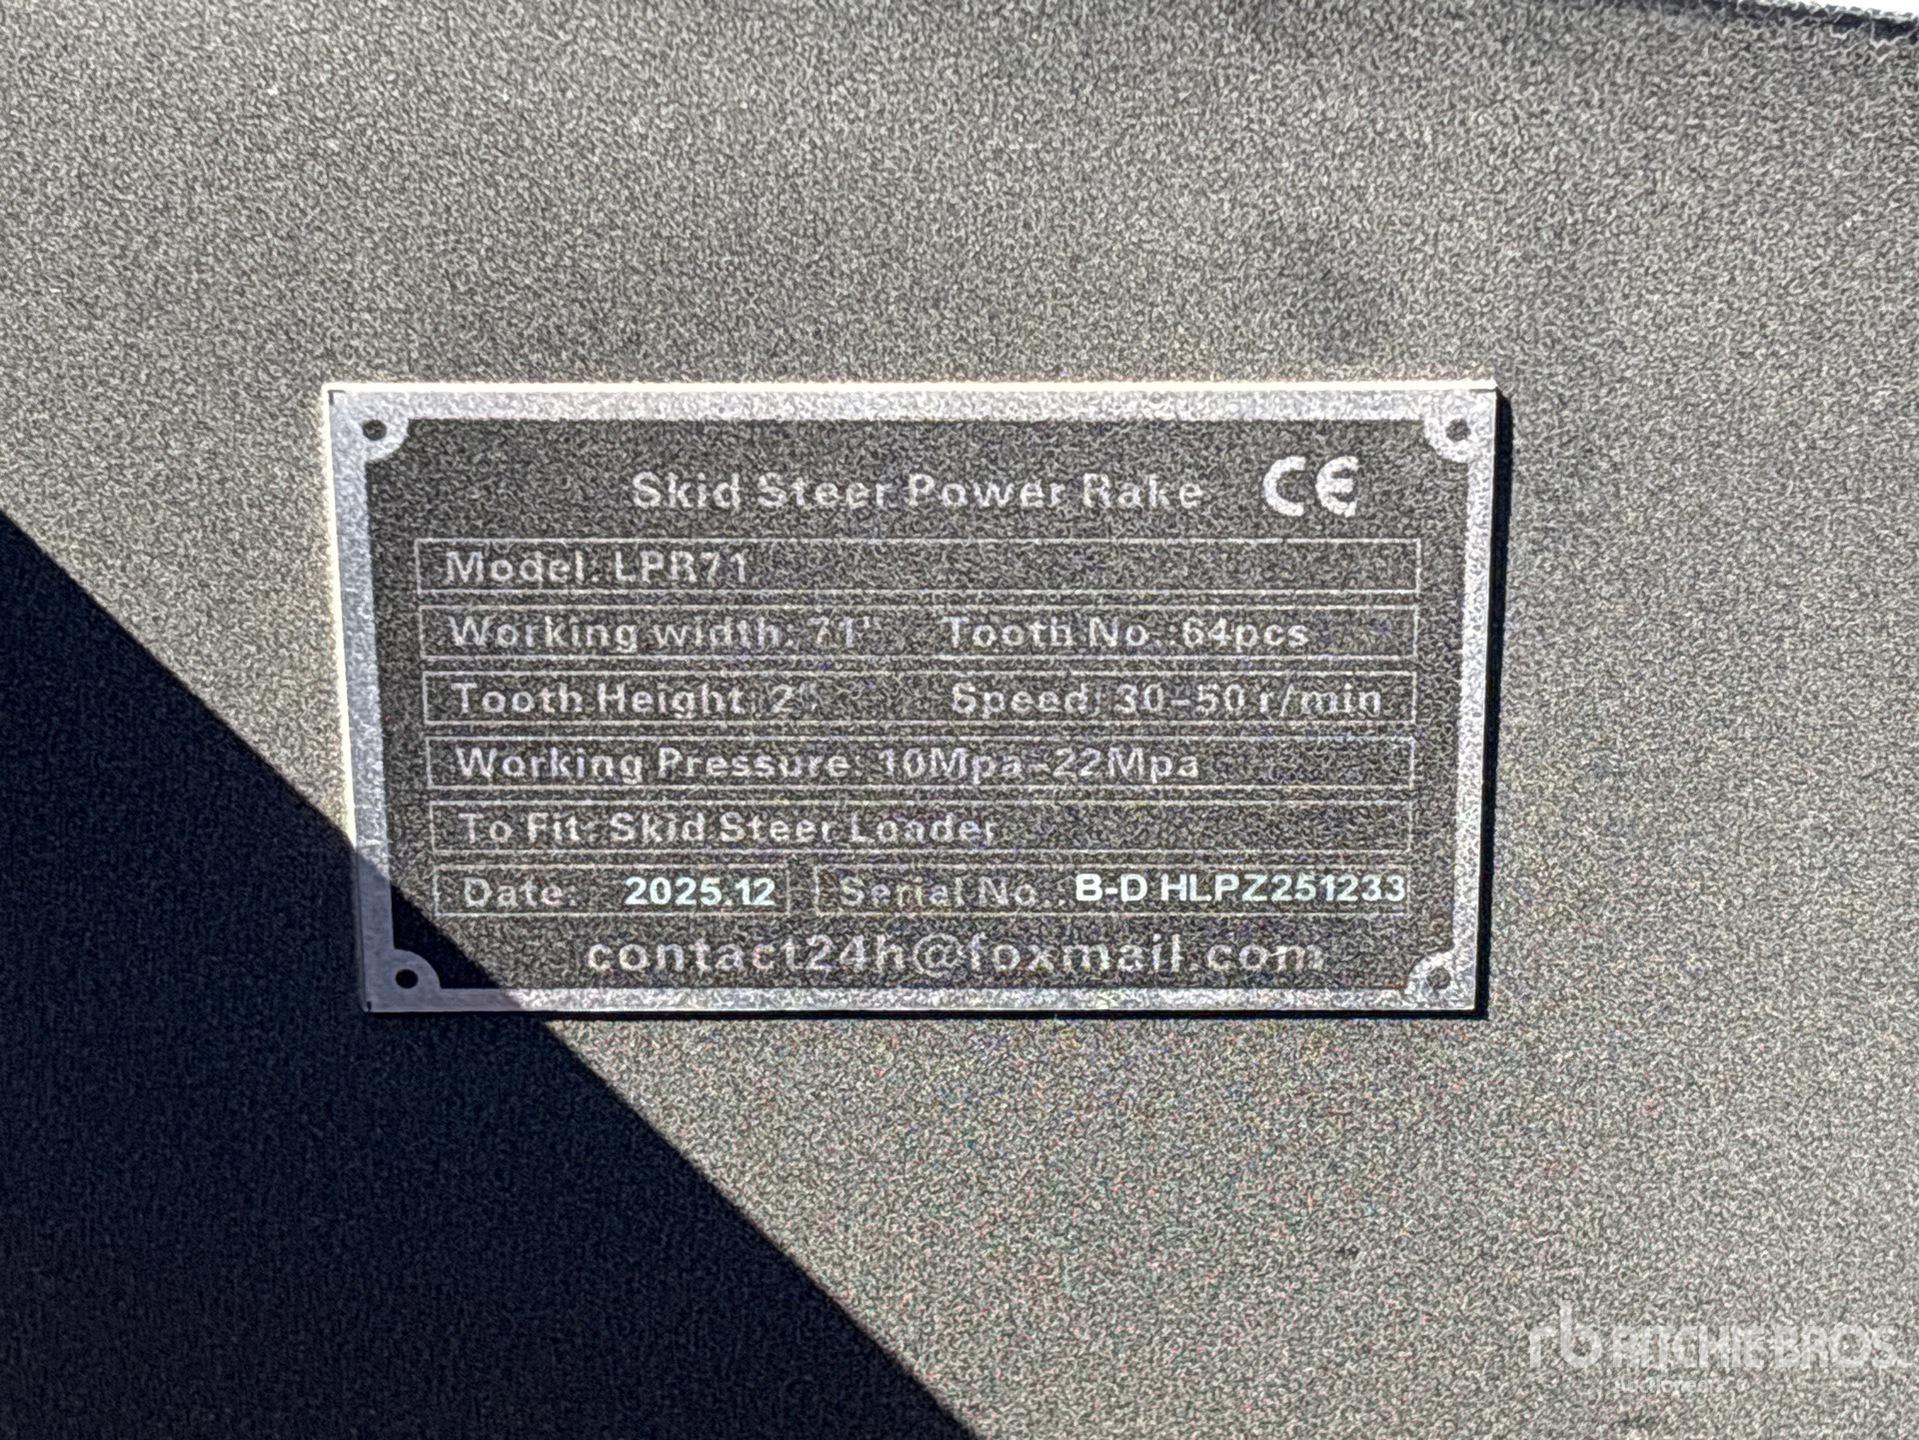 Skid Steer Power Rake CE
Model: LPR71
Working width: 71" Tooth No.:64pcs
Tooth Height: 2" Speed: 30-50 r/min
Working Pressure: 10Mpa-22Mpa
To Fit: Skid Steer Loader
Date: 2025.12 Serial No.: B-D HLPZ251233
contact24h@foxmail.com
rb RITCHIE BROS.
Auctioneers